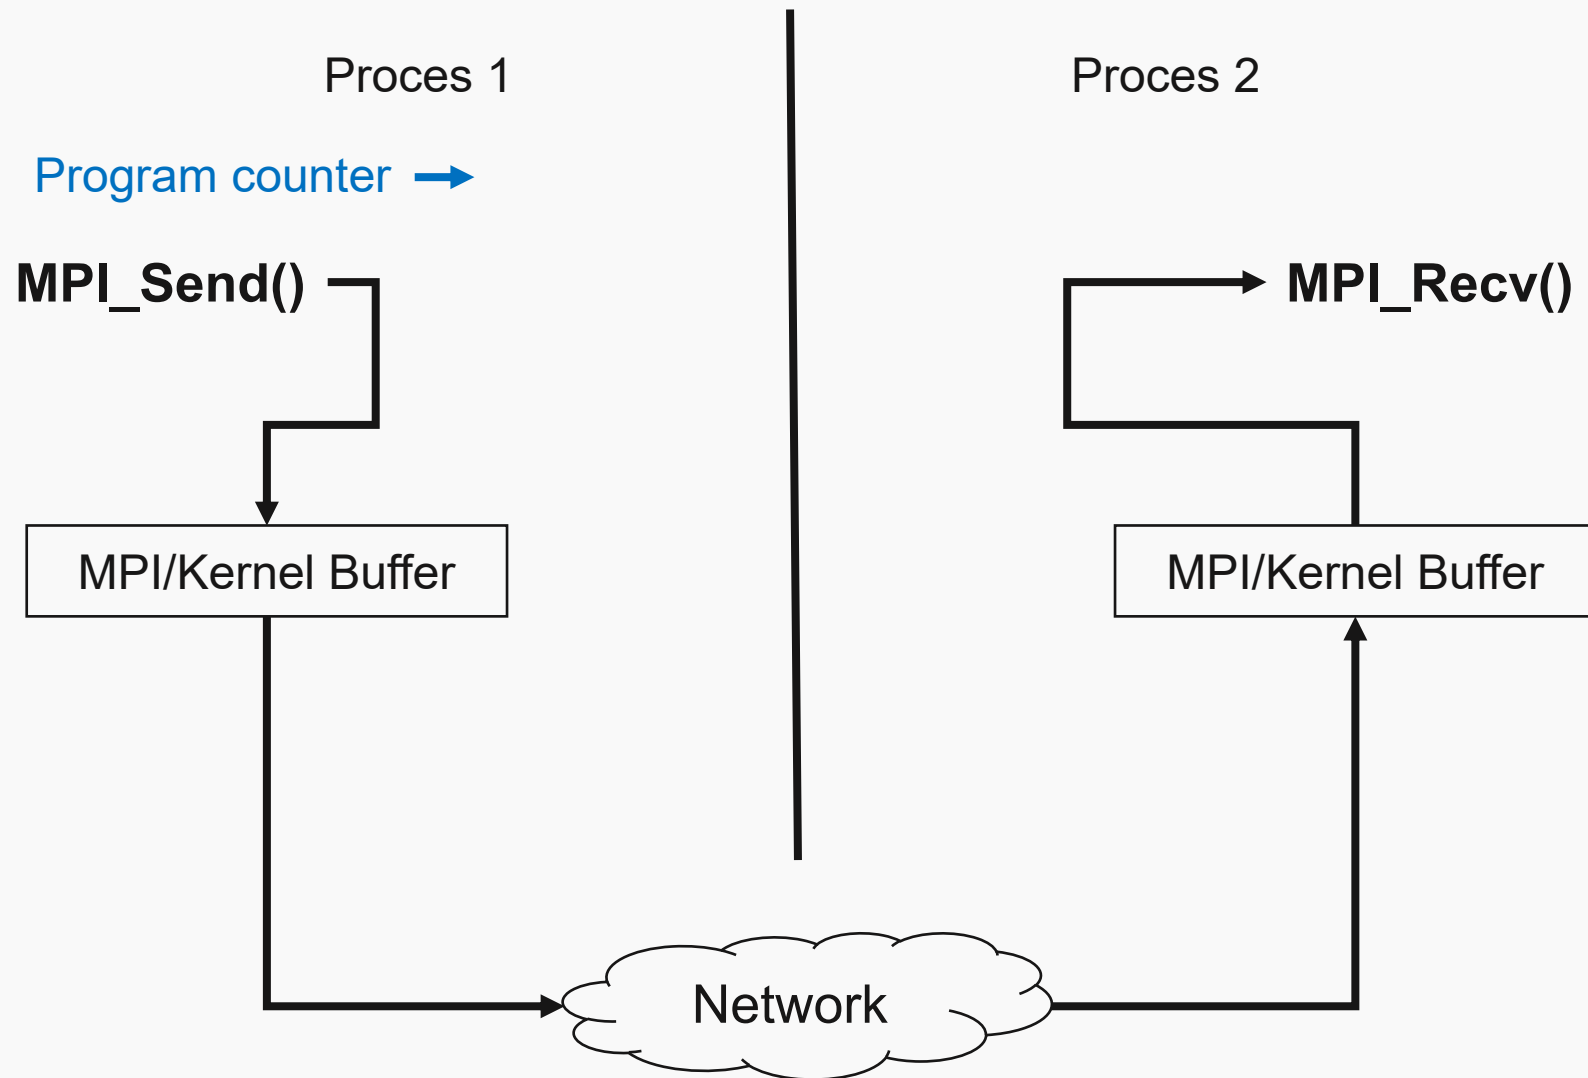 Proces 1
Proces 2
Program counter
MPI_Send()
MPI_Recv()
MPI/Kernel Buffer
MPI/Kernel Buffer
Network